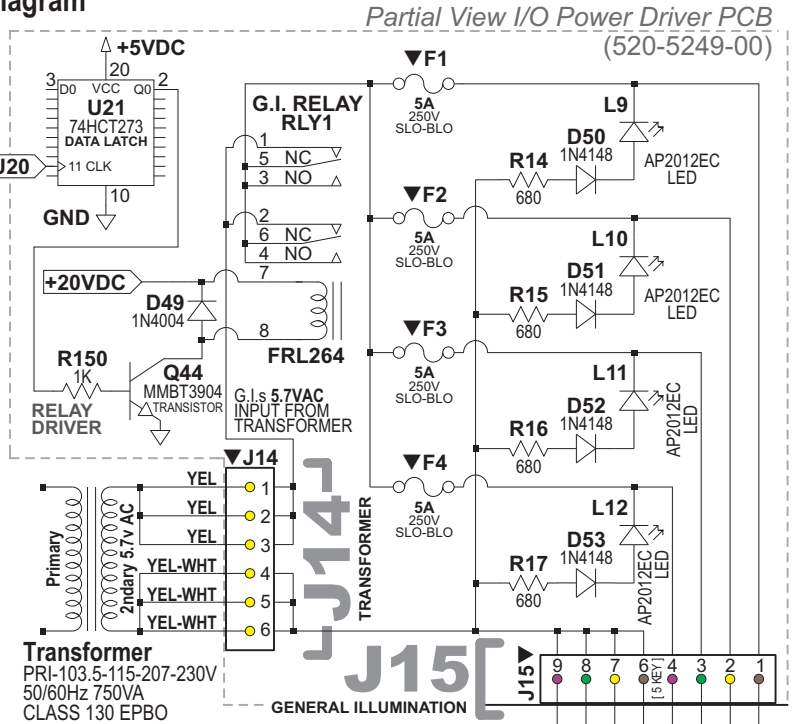 agram
Partial View I/O Power Driver PCB
(520-5249-00)
+5VDC
20
3
D0
VCC
Q0
2
U21
74HCT273
DATA LATCH
J20
11 CLK
10
GND
G.I. RELAY
RLY1
1
5 NC
3 NO
2
6 NC
4 NO
7
8
FRL264
+20VDC
D49
1N4004
R150
1K
RELAY
DRIVER
Q44
MMBT3904
TRANSISTOR
G.I.s 5.7VAC
INPUT FROM
TRANSFORMER
▼F1
5A
250V
SLO-BLO
▼F2
5A
250V
SLO-BLO
▼F3
5A
250V
SLO-BLO
▼F4
5A
250V
SLO-BLO
L9
D50
1N4148
R14
680
AP2012EC
LED
L10
D51
1N4148
R15
680
AP2012EC
LED
L11
D52
1N4148
R16
680
AP2012EC
LED
L12
D53
1N4148
R17
680
AP2012EC
LED
▼J14
YEL
1
YEL
2
YEL
3
YEL-WHT
4
YEL-WHT
5
YEL-WHT
6
Primary
2ndary 5.7v AC
J14
TRANSFORMER
Transformer
PRI-103.5-115-207-230V
50/60Hz 750VA
CLASS 130 EPBO
J15
GENERAL ILLUMINATION
J15▼
9 8 7 6 [5 KEY] 4 3 2 1